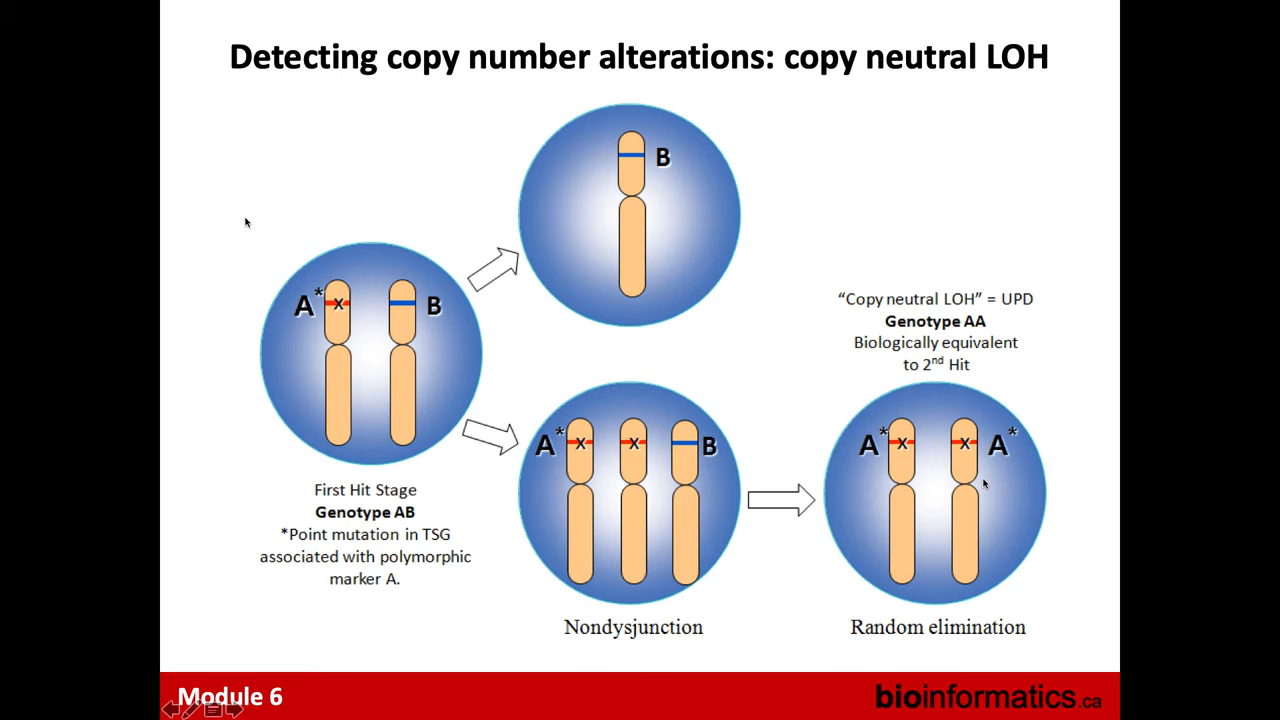 Detecting copy number alterations: copy neutral LOH
B
A* x
B
First Hit Stage
Genotype AB
*Point mutation in TSG
associated with polymorphic
marker A.
A* x x B
Nondysjunction
“Copy neutral LOH” = UPD
Genotype AA
Biologically equivalent
to 2nd Hit
A* x x A*
Random elimination
Module 6
bioinformatics.ca